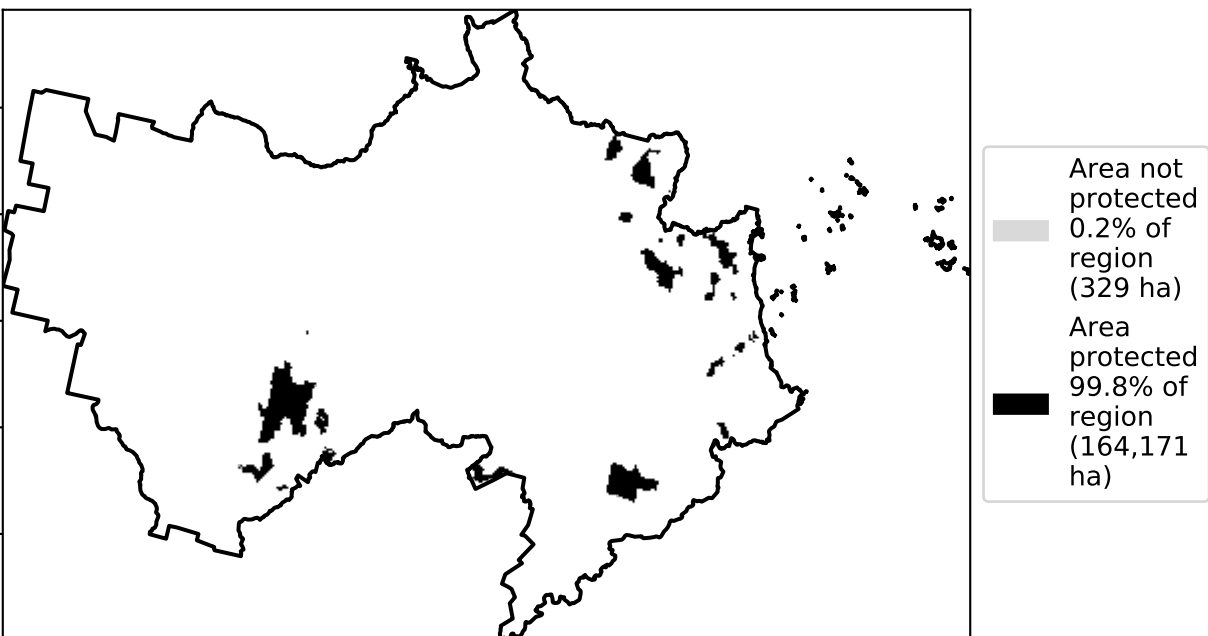 Area not
protected
0.2% of
region
(329 ha)
Area
protected
99.8% of
region
(164,171
ha)